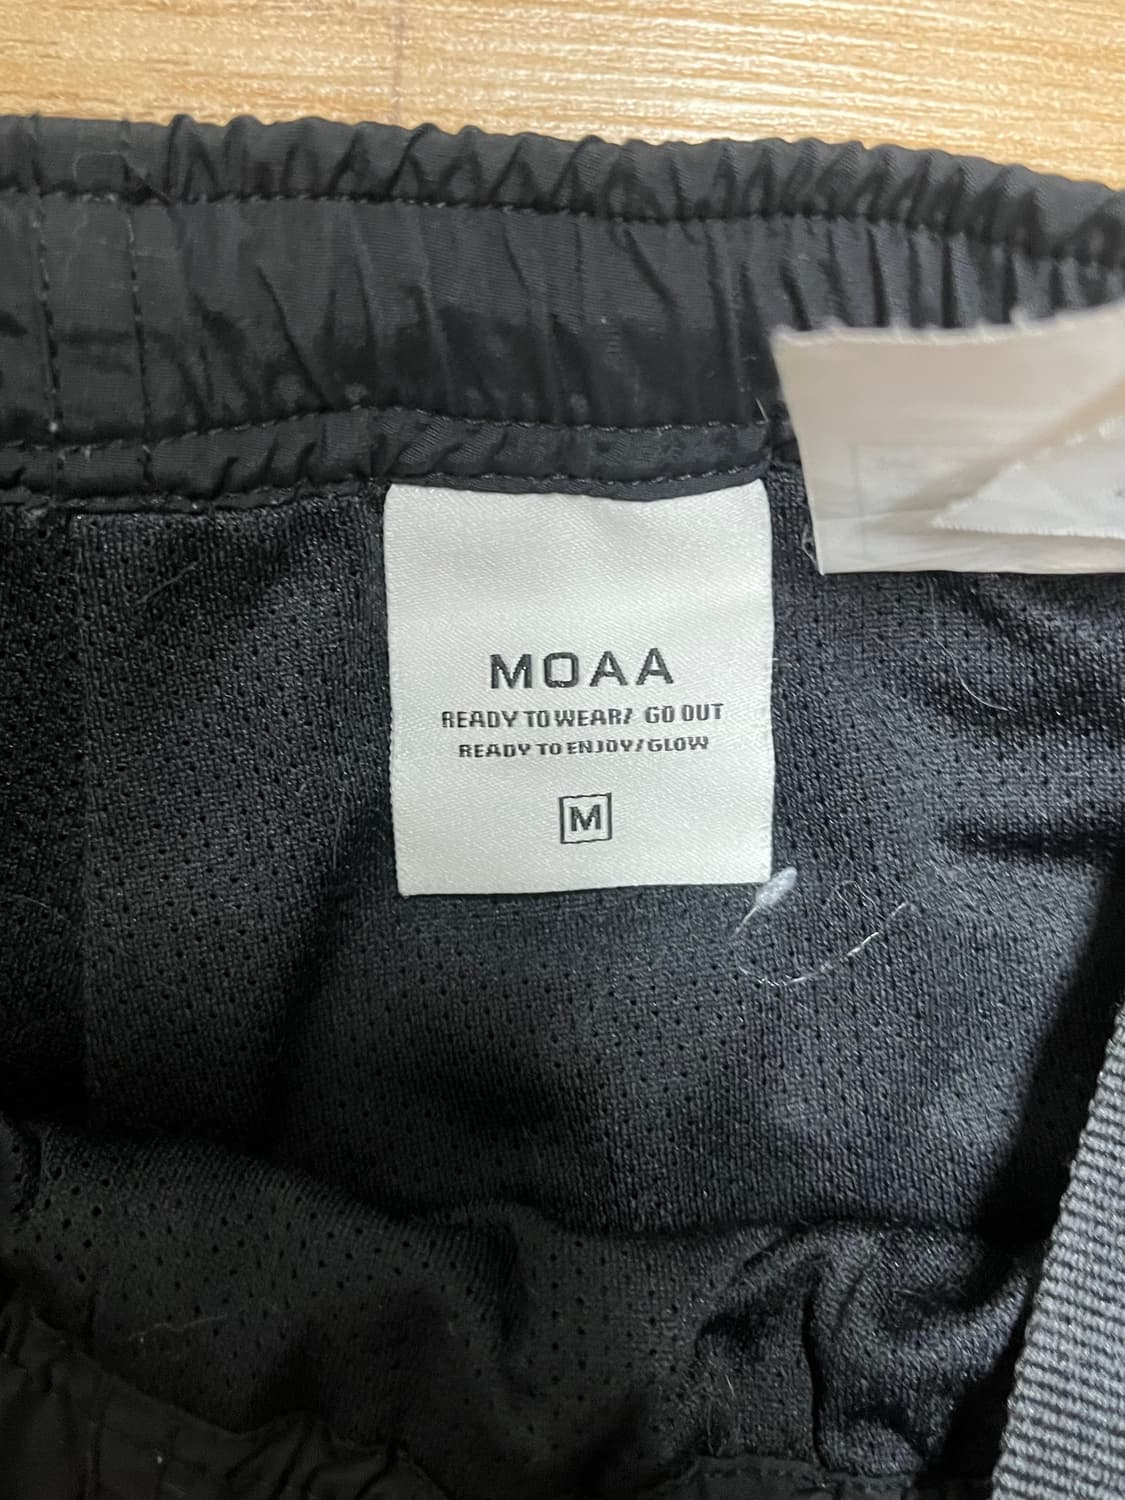 MOAA
READY TO WEAR/ GO OUT
READY TO ENJOY/GLOW
M